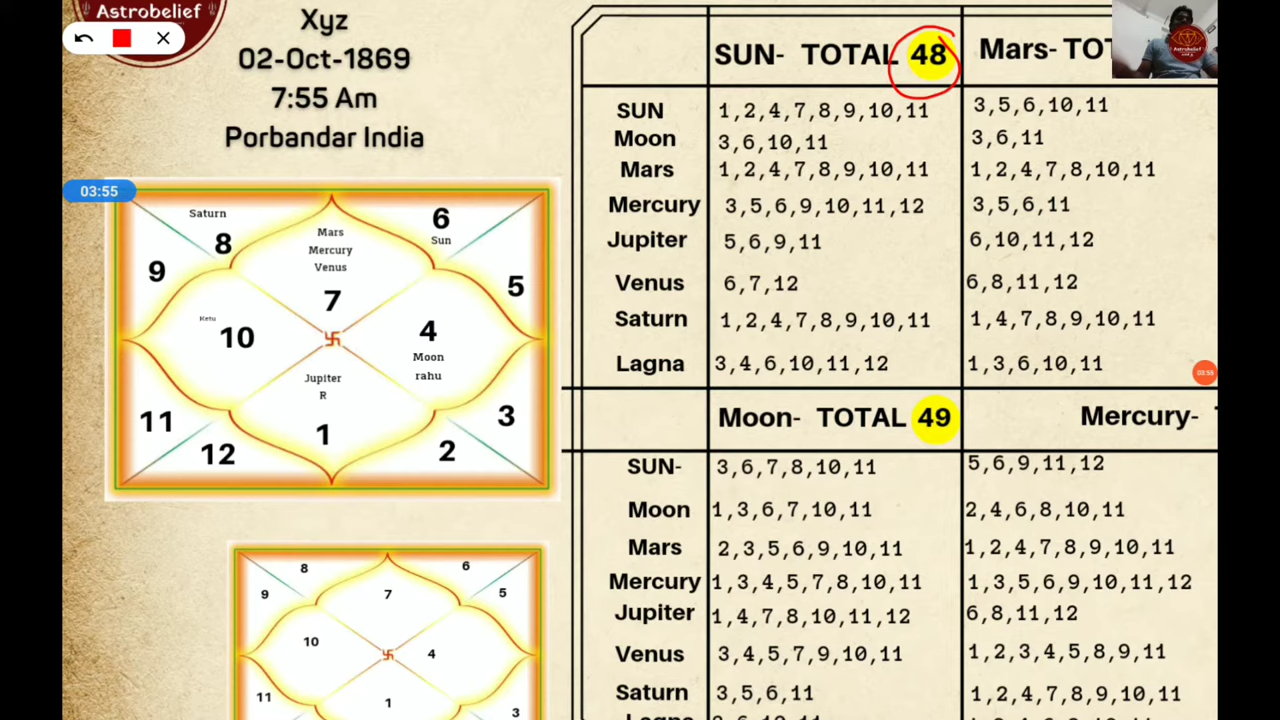 Astrobelief
Xyz
02-Oct-1869
7:55 Am
Porbandar India
03:55
Saturn
8
Mars
Mercury
Venus
7
6
Sun
9
5
Ketu
10
4
Moon
rahu
Jupiter
R
1
11
12
3
2
8
6
9
7
5
10
4
11
1
3
SUN- TOTAL 48
Mars- TOT
SUN 1,2,4,7,8,9,10,11 3,5,6,10,11
Moon 3,6,10,11 3,6,11
Mars 1,2,4,7,8,9,10,11 1,2,4,7,8,10,11
Mercury 3,5,6,9,10,11,12 3,5,6,11
Jupiter 5,6,9,11 6,10,11,12
Venus 6,7,12 6,8,11,12
Saturn 1,2,4,7,8,9,10,11 1,4,7,8,9,10,11
Lagna 3,4,6,10,11,12 1,3,6,10,11
Moon- TOTAL 49 Mercury-
SUN- 3,6,7,8,10,11 5,6,9,11,12
Moon 1,3,6,7,10,11 2,4,6,8,10,11
Mars 2,3,5,6,9,10,11 1,2,4,7,8,9,10,11
Mercury 1,3,4,5,7,8,10,11 1,3,5,6,9,10,11,12
Jupiter 1,4,7,8,10,11,12 6,8,11,12
Venus 3,4,5,7,9,10,11 1,2,3,4,5,8,9,11
Saturn 3,5,6,11 1,2,4,7,8,9,10,11
Astrobelief
03:55